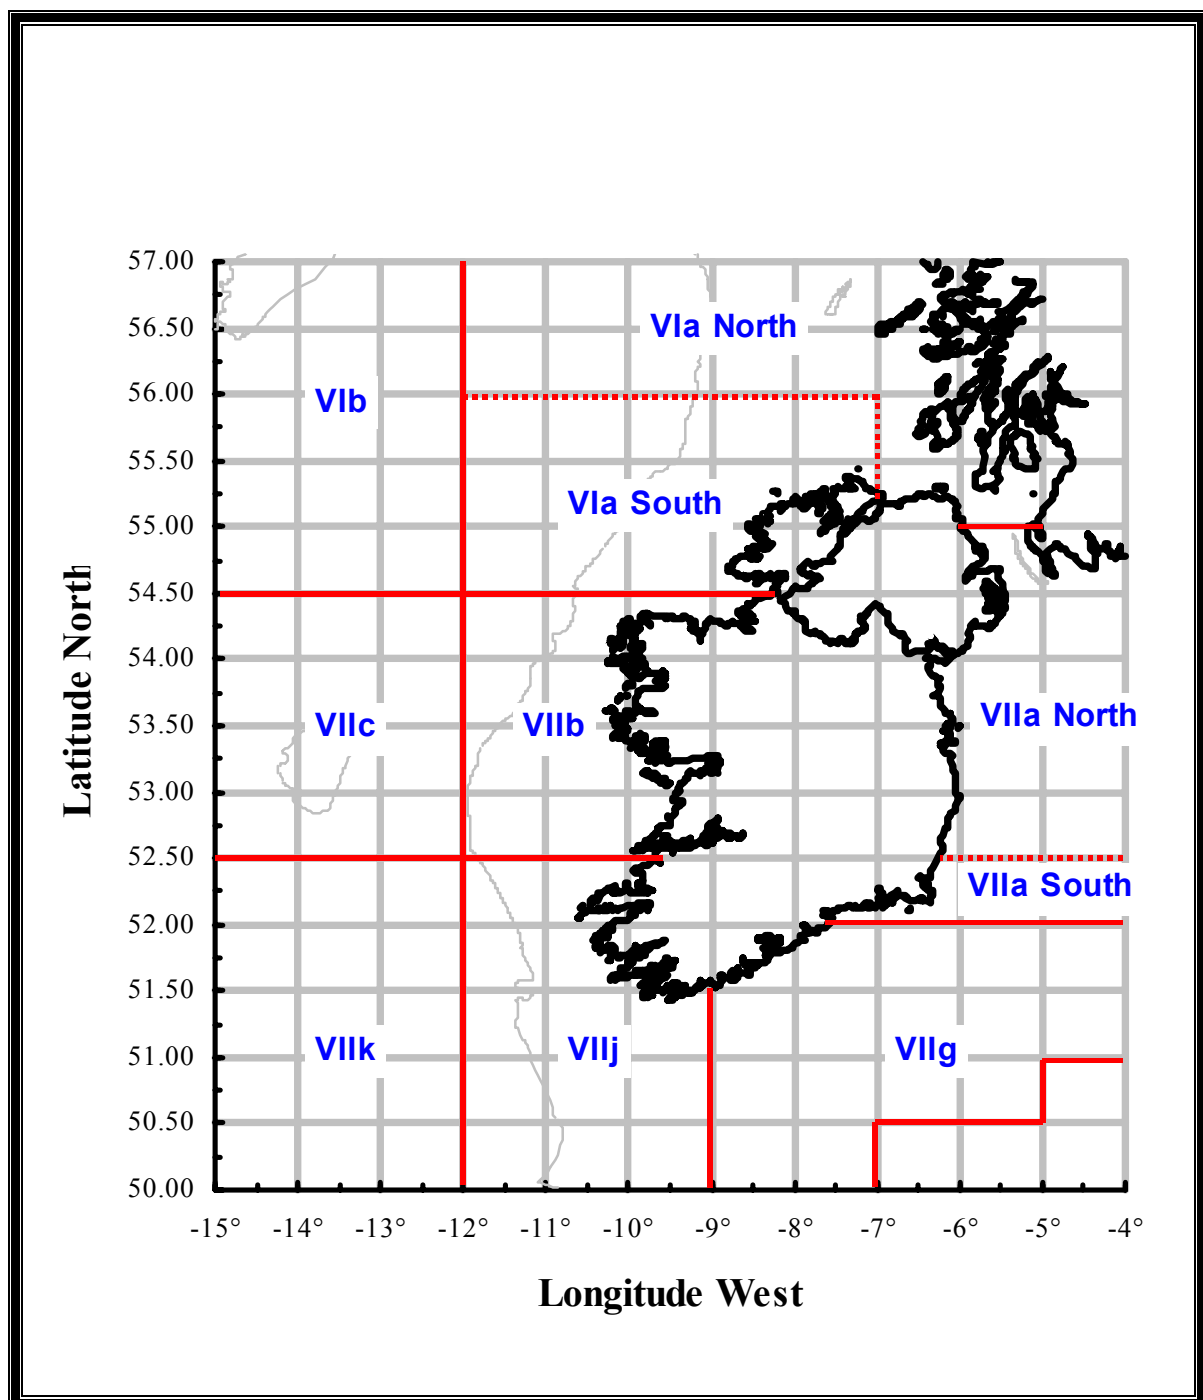 57.00
56.50
VIa North
56.00
VIb
55.50
VIa South
55.00
54.50
54.00
53.50
VIIc
VIIb
VIIa North
53.00
52.50
VIIa South
52.00
51.50
51.00
VIIk
VIIj
VIIg
50.50
50.00
Latitude North
-15° -14° -13° -12° -11° -10° -9° -8° -7° -6° -5° -4°
Longitude West